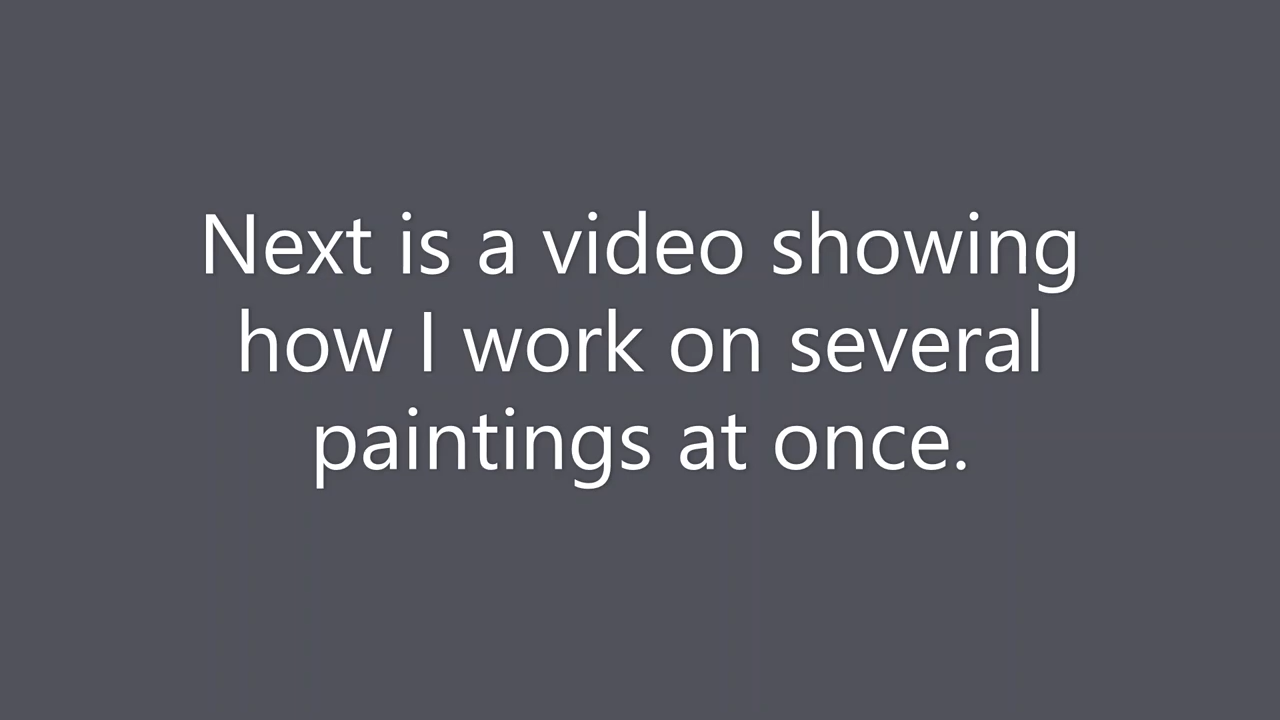 Next is a video showing
how I work on several
paintings at once.